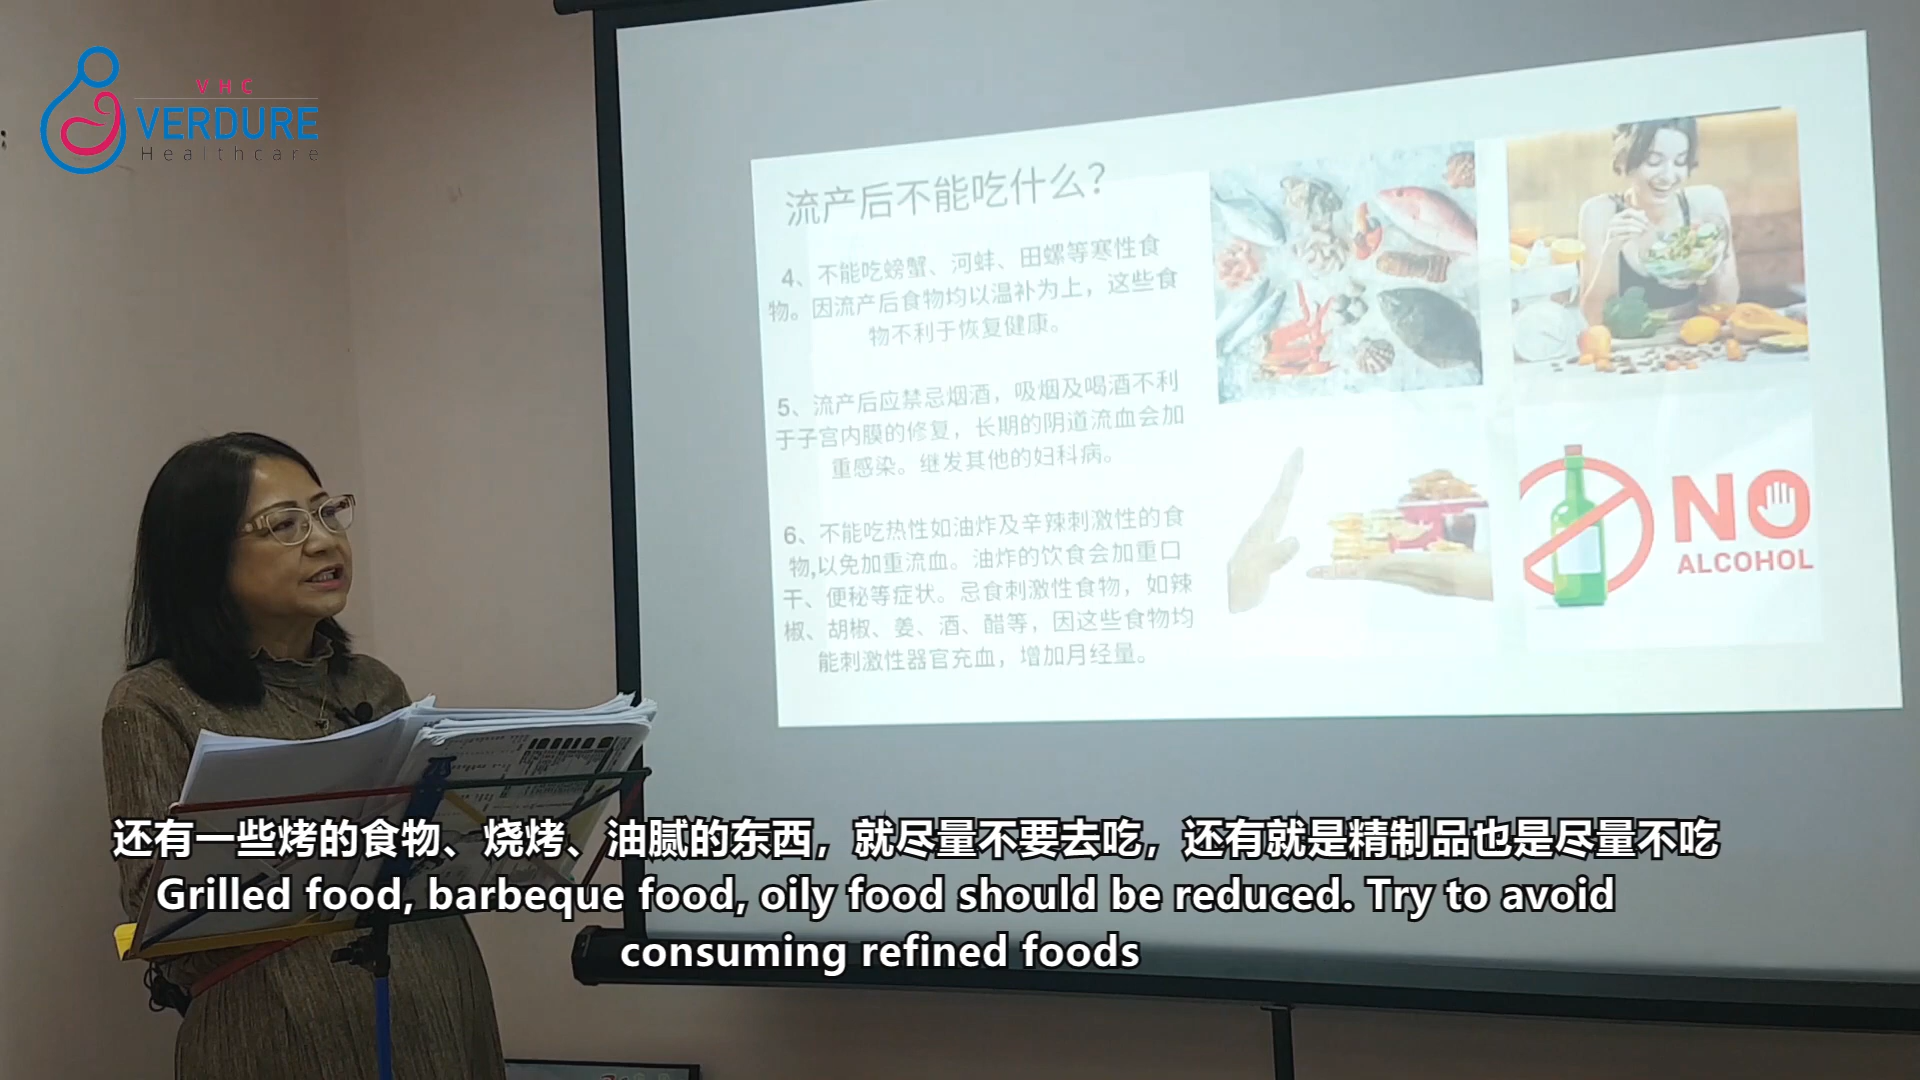 VHC
VERDURE
Healthcare
流产后不能吃什么？
4、不能吃螃蟹、河蚌、田螺等寒性食
物。因流产后食物均以温补为上，这些食
物不利于恢复健康。
5、流产后应禁忌烟酒，吸烟及喝酒不利
于子宫内膜的修复，长期的阴道流血会加
重感染。继发其他的妇科病。
6、不能吃热性如油炸及辛辣刺激性的食
物,以免加重流血。油炸的饮食会加重口
干、便秘等症状。忌食刺激性食物，如辣
椒、胡椒、姜、酒、醋等，因这些食物均
能刺激性器官充血，增加月经量。
NO
ALCOHOL
还有一些烤的食物、烧烤、油腻的东西，就尽量不要去吃，还有就是精制品也是尽量不吃
Grilled food, barbeque food, oily food should be reduced. Try to avoid
consuming refined foods